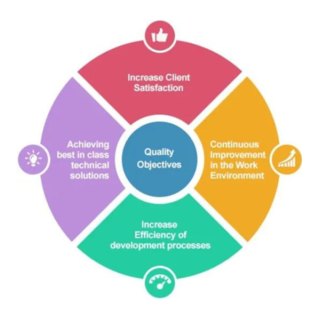 Increase Client
Satisfaction
Achieving
best in class
technical
solutions
Quality
Objectives
Continuous
Improvement
in the Work
Environment
Increase
Efficiency of
development processes